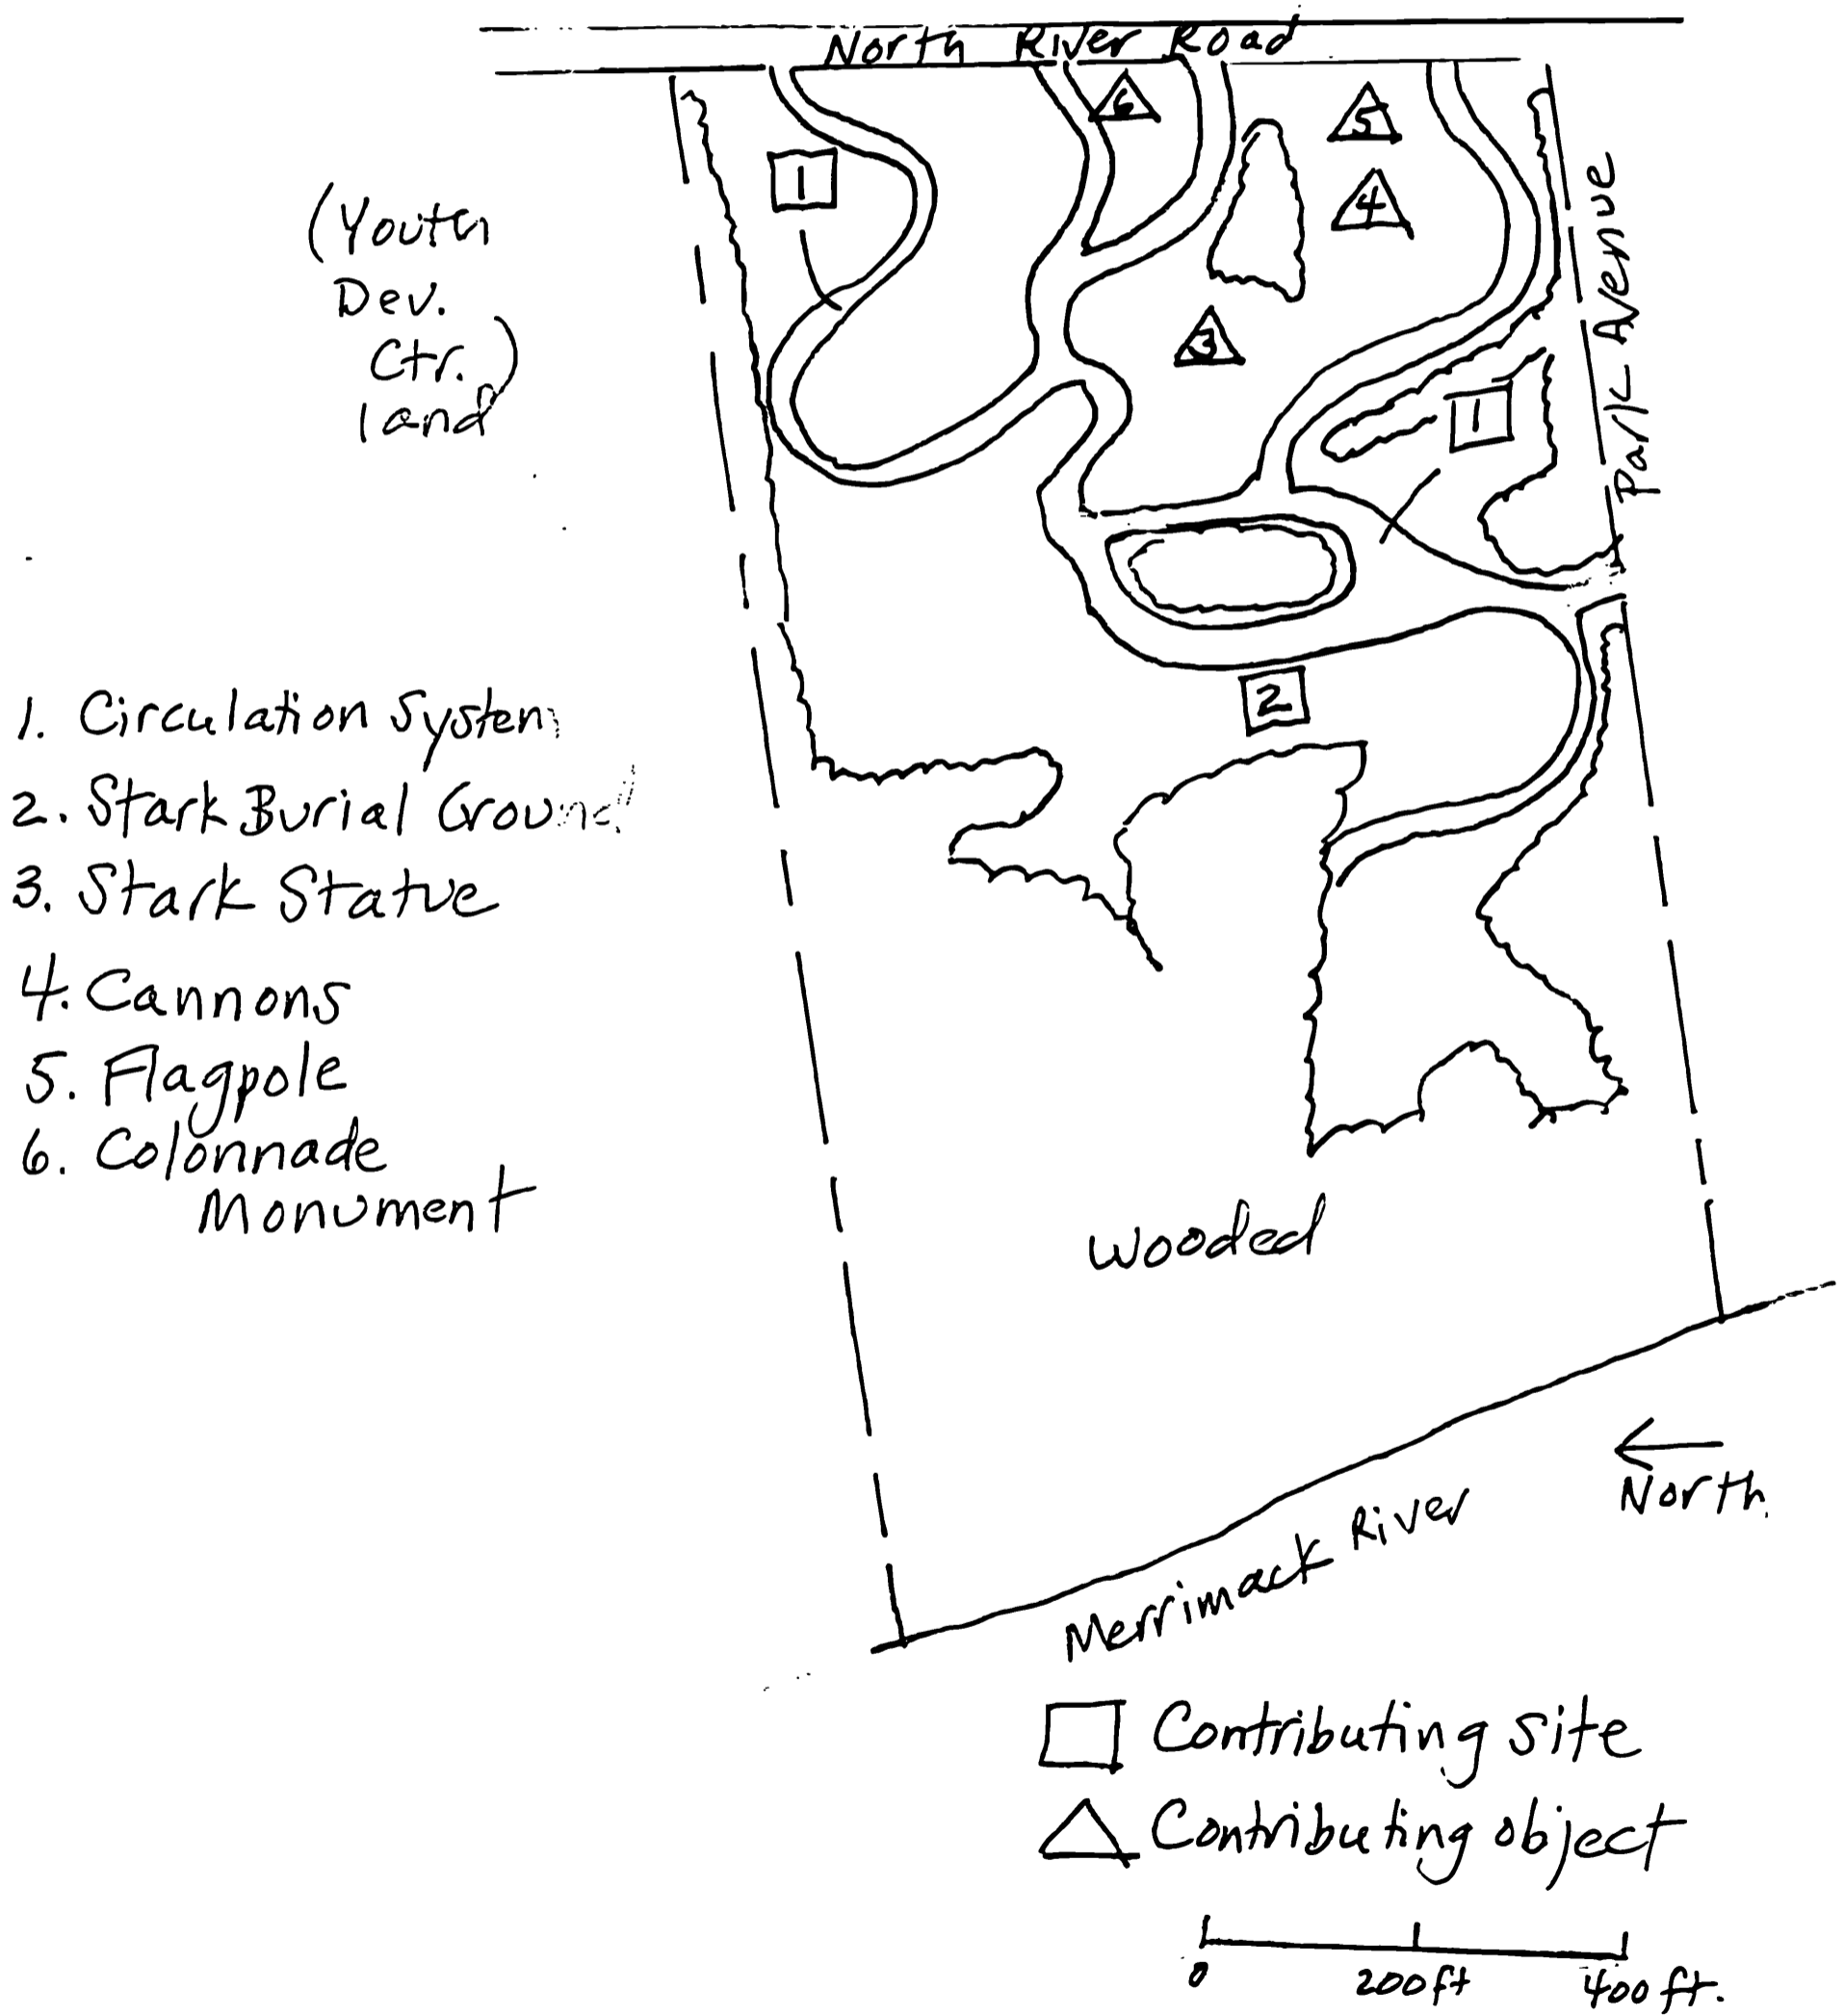 North River Road
6
5
1
4
(Youth
Dev.
Ctr.
land)
3
1
Park Avenue
2
1. Circulation System
2. Stark Burial Ground
3. Stark Statue
4. Cannons
5. Flagpole
6. Colonnade
Monument
wooded
North
Merrimack River
Contributing site
Contributing object
0 200ft 400ft.